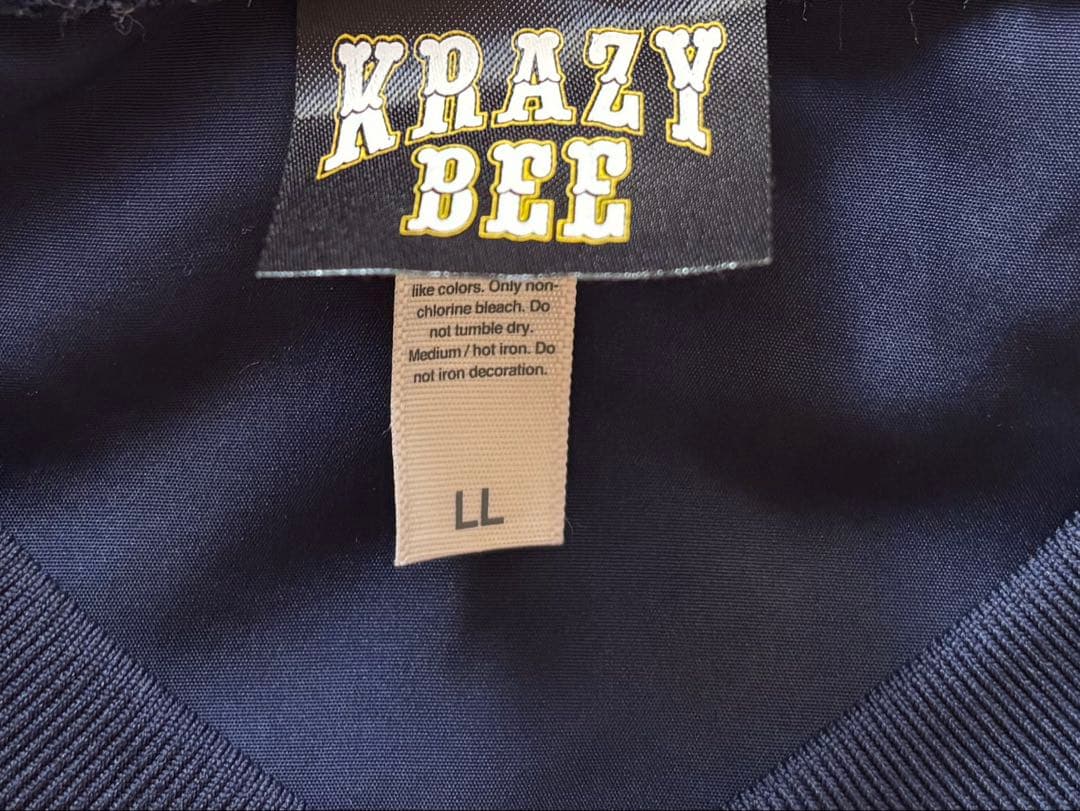 KRAZY
BEE
like colors. Only non-
chlorine bleach. Do
not tumble dry.
Medium / hot iron. Do
not iron decoration.
LL